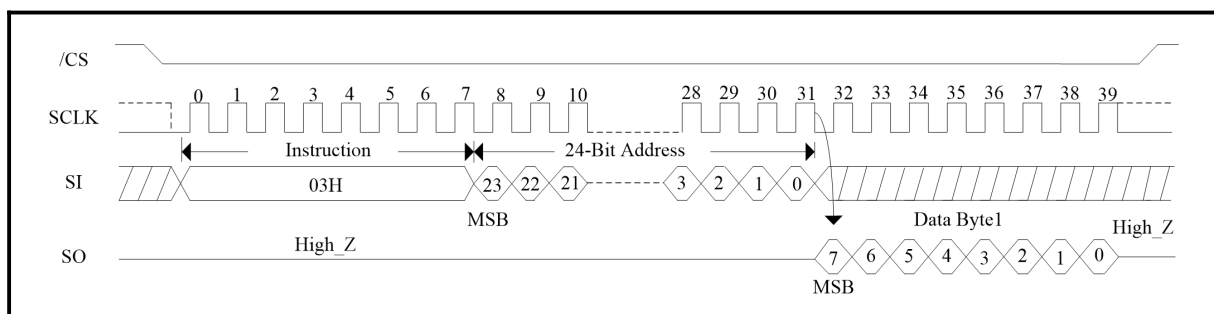 /CS
0 1 2 3 4 5 6 7 8 9 10 28 29 30 31 32 33 34 35 36 37 38 39
SCLK
Instruction 24-Bit Address
SI 03H 23 22 21 3 2 1 0
MSB Data Byte1
High_Z High_Z
SO 7 6 5 4 3 2 1 0
MSB